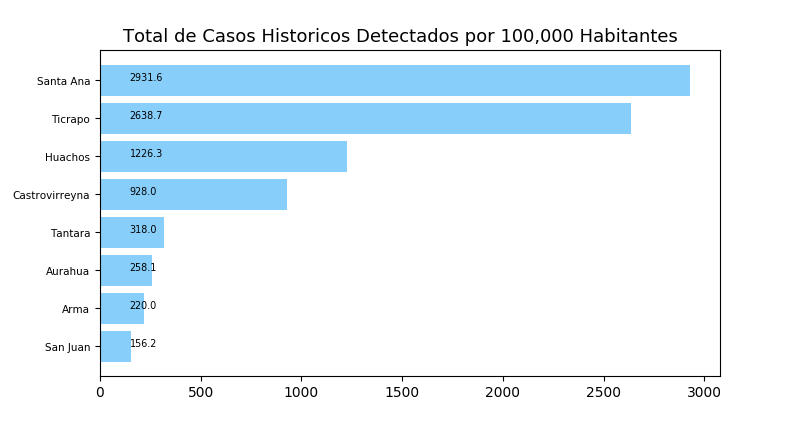 Total de Casos Historicos Detectados por 100,000 Habitantes
Santa Ana 2931.6
Ticrapo 2638.7
Huachos 1226.3
Castrovirreyna 928.0
Tantara 318.0
Aurahua 258.1
Arma 220.0
San Juan 156.2
0 500 1000 1500 2000 2500 3000